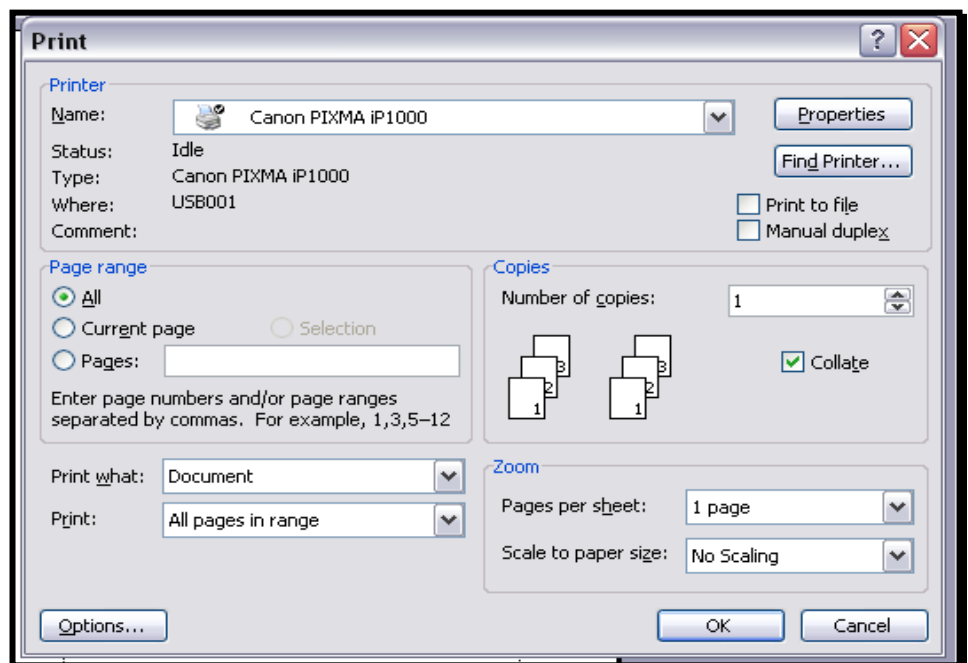 Print
Printer
Name: Canon PIXMA iP1000 Properties
Status: Idle Find Printer...
Type: Canon PIXMA iP1000
Where: USB001 Print to file
Comment: Manual duplex
Page range
All
Current page Selection
Pages:
Enter page numbers and/or page ranges
separated by commas. For example, 1,3,5–12
Copies
Number of copies: 1
1 2 3 1 2 3 Collate
Print what: Document
Print: All pages in range
Zoom
Pages per sheet: 1 page
Scale to paper size: No Scaling
Options... OK Cancel